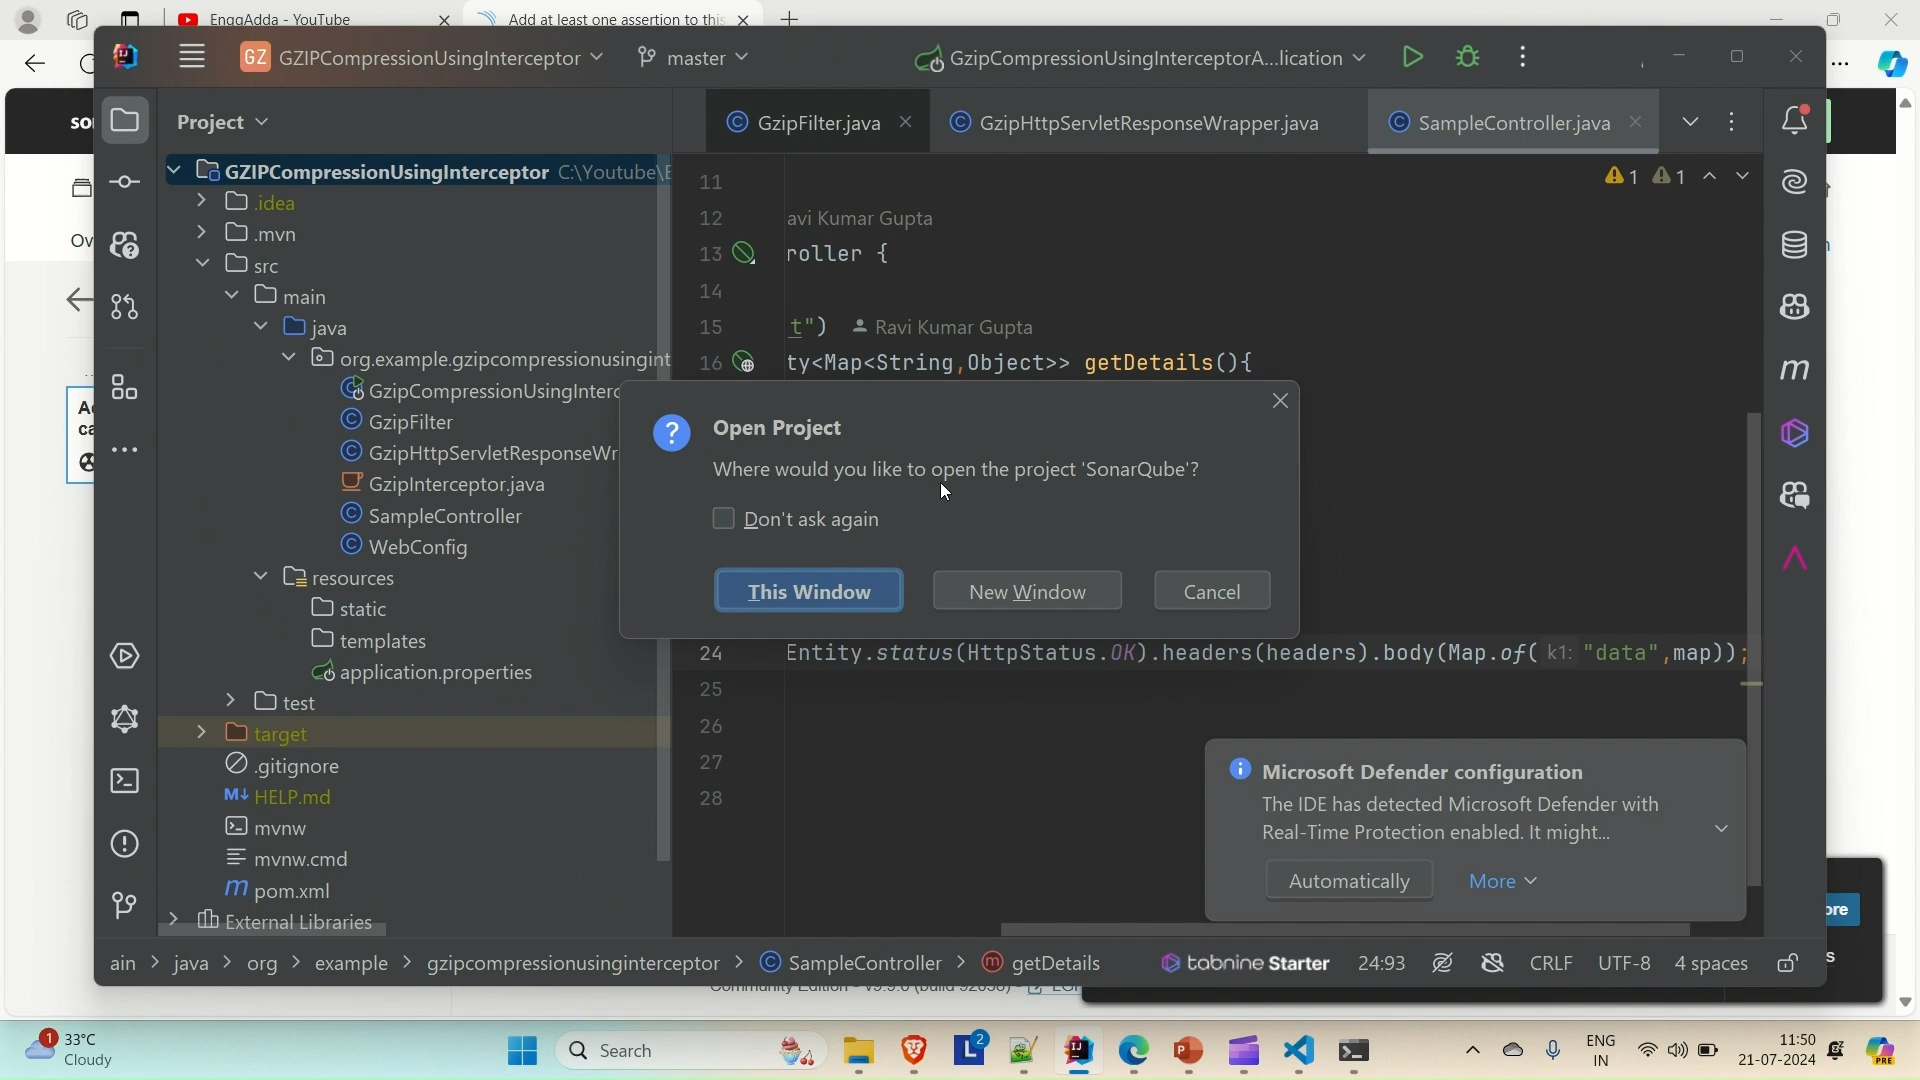 EnggAdda - YouTube
Add at least one assertion to this
GZ GZIPCompressionUsingInterceptor
master
GzipCompressionUsingInterceptorA...lication
Project
GzipFilter.java
GzipHttpServletResponseWrapper.java
SampleController.java
GZIPCompressionUsingInterceptor C:\Youtube\E
.idea
.mvn
src
main
java
org.example.gzipcompressionusingint
GzipCompressionUsingInterc
GzipFilter
GzipHttpServletResponseWr
GzipInterceptor.java
SampleController
WebConfig
resources
static
templates
application.properties
test
target
.gitignore
HELP.md
mvnw
mvnw.cmd
pom.xml
External Libraries
1 1
11
12 avi Kumar Gupta
13 roller {
14
15 t") Ravi Kumar Gupta
16 ty<Map<String,Object>> getDetails(){
24 Entity.status(HttpStatus.OK).headers(headers).body(Map.of( k1: "data",map));
25
26
27
28
Open Project
Where would you like to open the project 'SonarQube'?
Don't ask again
This Window
New Window
Cancel
Microsoft Defender configuration
The IDE has detected Microsoft Defender with
Real-Time Protection enabled. It might...
Automatically
More
ain > java > org > example > gzipcompressionusinginterceptor > SampleController > getDetails
tabnine Starter
24:93
CRLF
UTF-8
4 spaces
33°C
Cloudy
Search
ENG
IN
11:50
21-07-2024